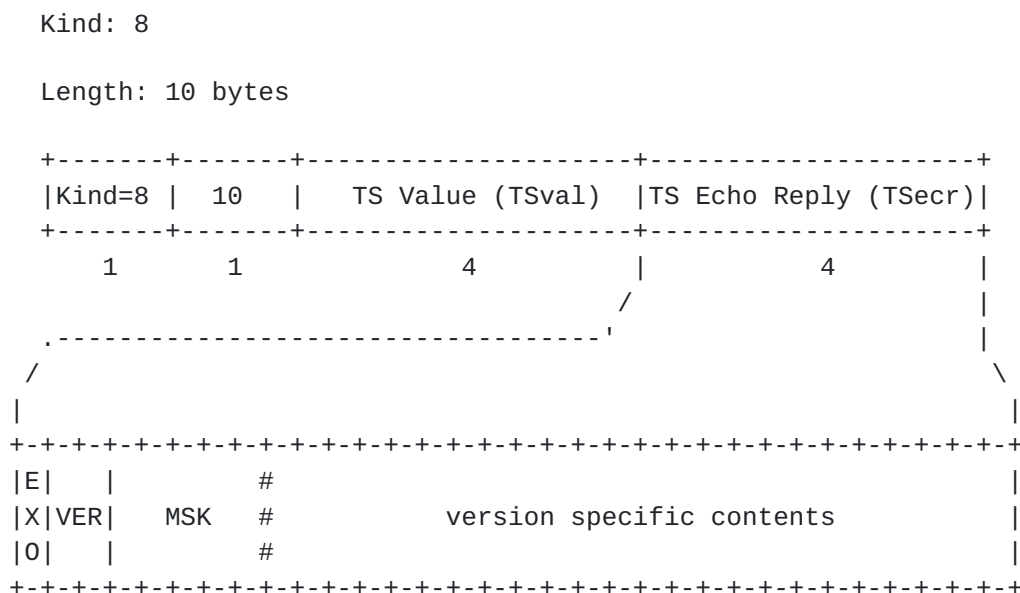 Kind: 8
Length: 10 bytes
+-------+-------+---------------------+---------------------+
|Kind=8 |  10   |   TS Value (TSval)  |TS Echo Reply (TSecr)|
+-------+-------+---------------------+---------------------+
    1       1              4          |           4         |
                                     /                      |
.-----------------------------------'                       |
/                                                              \
|                                                               |
+-+-+-+-+-+-+-+-+-+-+-+-+-+-+-+-+-+-+-+-+-+-+-+-+-+-+-+-+-+-+-+-+
|E|   |         #                                               |
|X|VER|   MSK   #           version specific contents           |
|O|   |         #                                               |
+-+-+-+-+-+-+-+-+-+-+-+-+-+-+-+-+-+-+-+-+-+-+-+-+-+-+-+-+-+-+-+-+